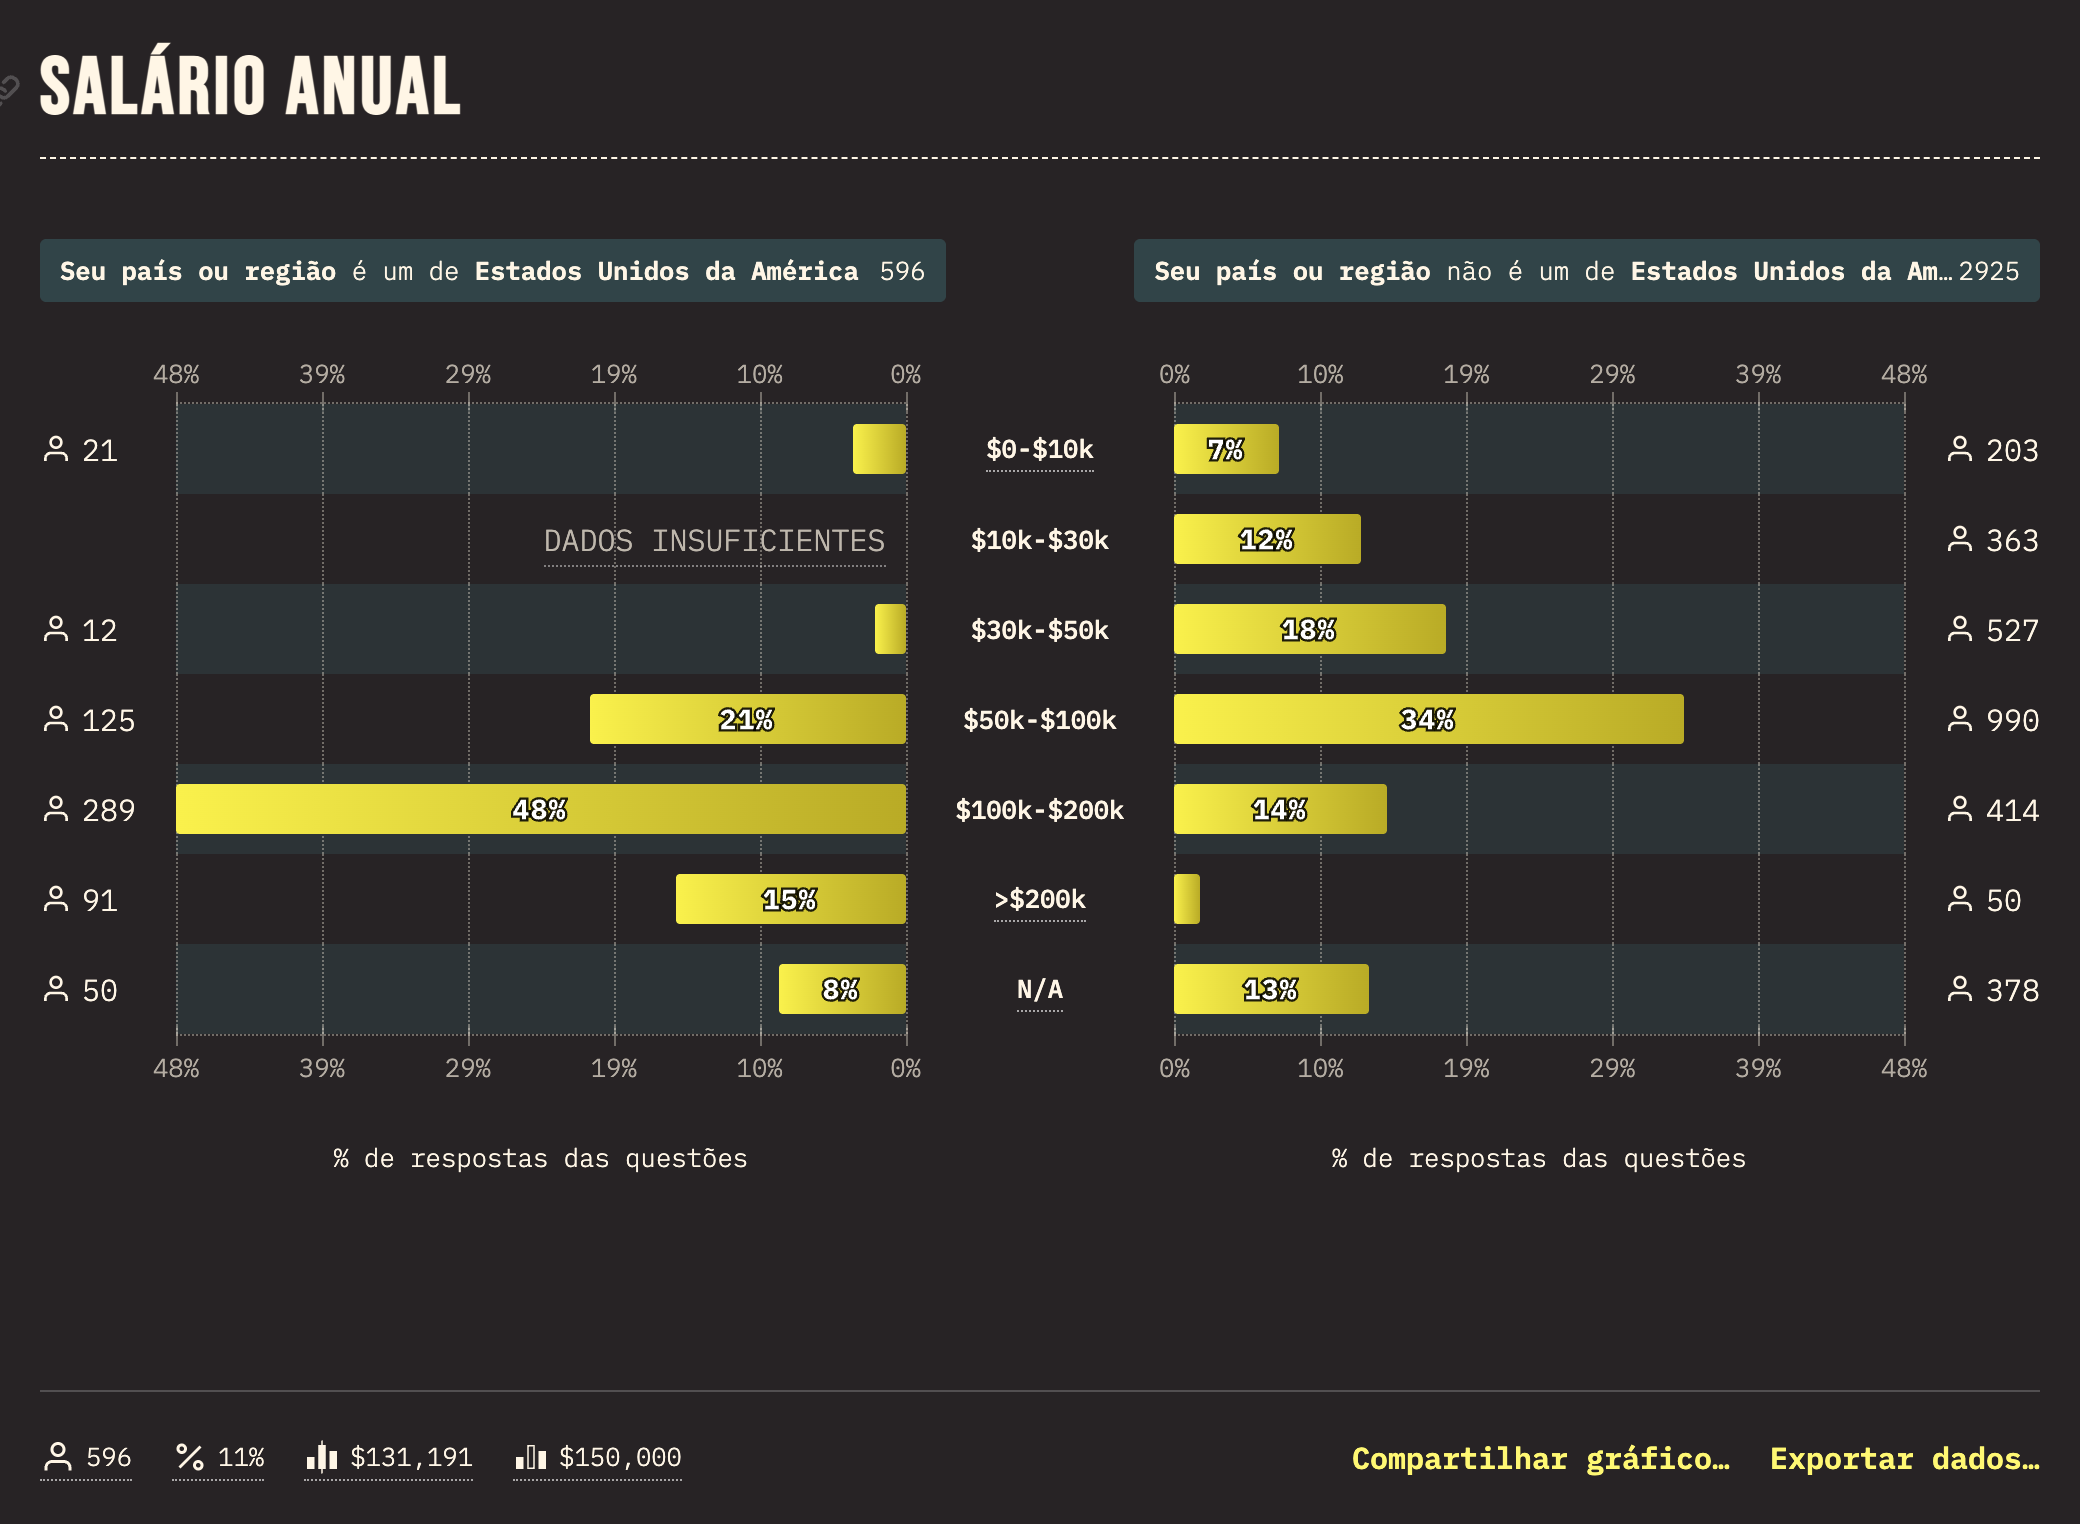 SALÁRIO ANUAL
Seu país ou região é um de Estados Unidos da América 596
Seu país ou região não é um de Estados Unidos da Am… 2925
48% 39% 29% 19% 10% 0%
0% 10% 19% 29% 39% 48%
21 $0-$10k 7% 203
DADOS INSUFICIENTES $10k-$30k 12% 363
12 $30k-$50k 18% 527
125 21% $50k-$100k 34% 990
289 48% $100k-$200k 14% 414
91 15% >$200k 50
50 8% N/A 13% 378
48% 39% 29% 19% 10% 0%
0% 10% 19% 29% 39% 48%
% de respostas das questões
% de respostas das questões
596 11% $131,191 $150,000
Compartilhar gráfico… Exportar dados…